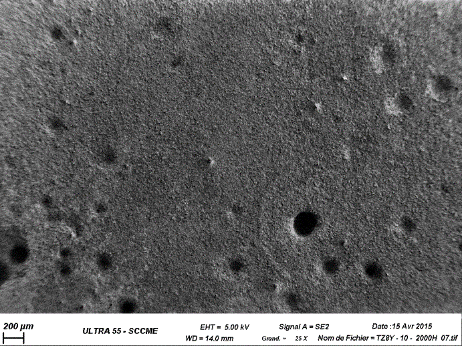 200 µm
ULTRA 55 - SCCME
EHT = 5.00 kV
Signal A = SE2
Date :15 Avr 2015
WD = 14.0 mm
Grand. = 25 X
Nom de Fichier = TZ8Y - 10 - 2000H 07.tif